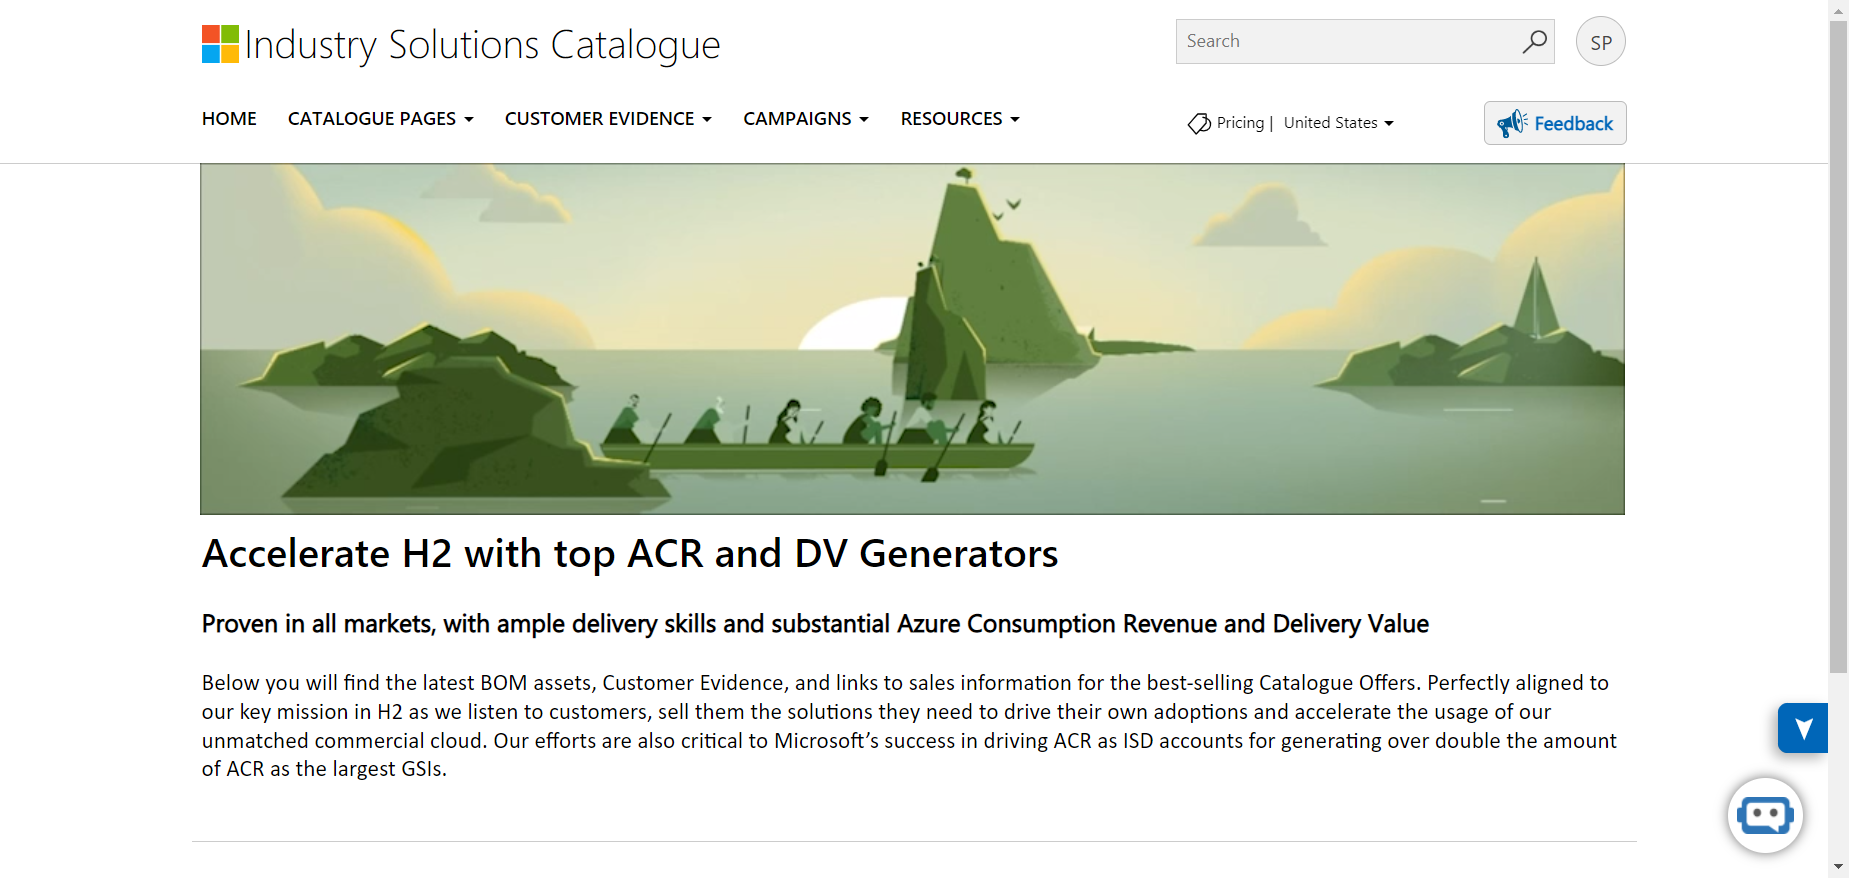 Industry Solutions Catalogue
Search
SP
HOME
CATALOGUE PAGES
CUSTOMER EVIDENCE
CAMPAIGNS
RESOURCES
Pricing |
United States
Feedback
Accelerate H2 with top ACR and DV Generators
Proven in all markets, with ample delivery skills and substantial Azure Consumption Revenue and Delivery Value
Below you will find the latest BOM assets, Customer Evidence, and links to sales information for the best-selling Catalogue Offers. Perfectly aligned to
our key mission in H2 as we listen to customers, sell them the solutions they need to drive their own adoptions and accelerate the usage of our
unmatched commercial cloud. Our efforts are also critical to Microsoft’s success in driving ACR as ISD accounts for generating over double the amount
of ACR as the largest GSIs.